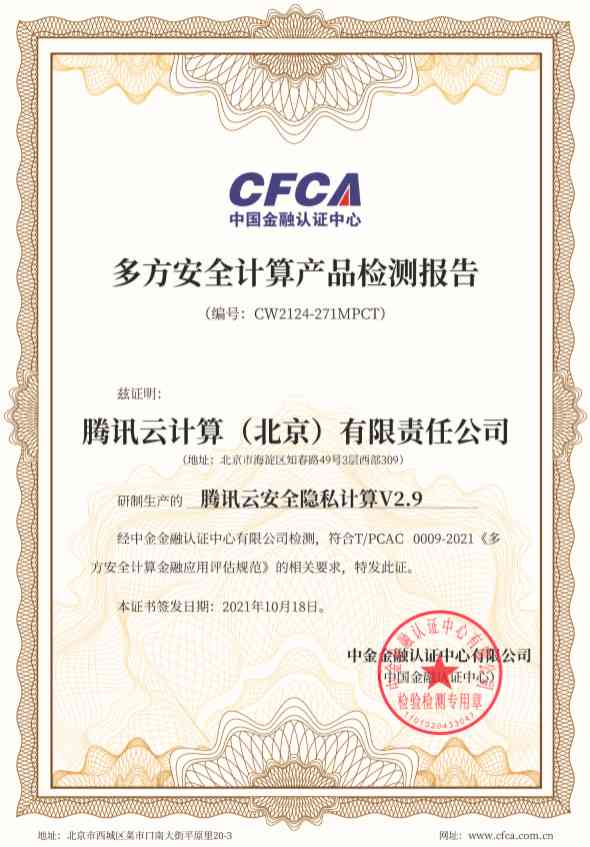 CFCA
中国金融认证中心
多方安全计算产品检测报告
（编号：CW2124-271MPCT）
兹证明：
腾讯云计算（北京）有限责任公司
（地址：北京市海淀区知春路49号3层西部309）
研制生产的 腾讯云安全隐私计算V2.9
经中金金融认证中心有限公司检测，符合T/PCAC 0009-2021《多
方安全计算金融应用评估规范》的相关要求，特发此证。
本证书签发日期：2021年10月18日。
中金金融认证中心有限公司
（中国金融认证中心）
中金金融认证中心有限公司
检验检测专用章
地址：北京市西城区菜市口南大街平原里20-3
网址：www.cfca.com.cn